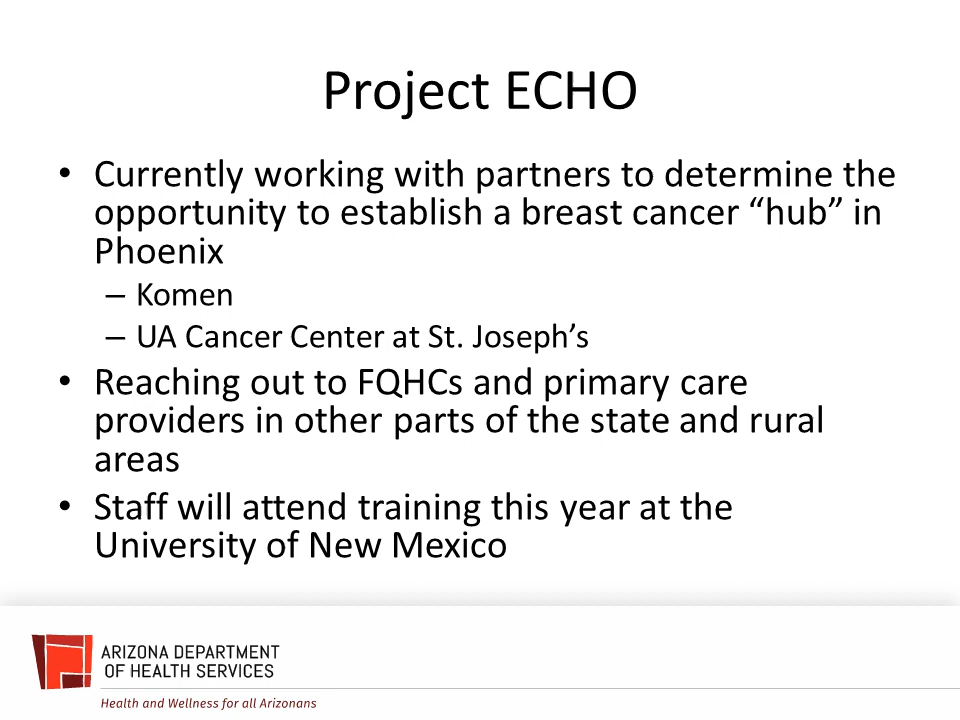 Project ECHO
• Currently working with partners to determine the
opportunity to establish a breast cancer “hub” in
Phoenix
– Komen
– UA Cancer Center at St. Joseph’s
• Reaching out to FQHCs and primary care
providers in other parts of the state and rural
areas
• Staff will attend training this year at the
University of New Mexico
ARIZONA DEPARTMENT
OF HEALTH SERVICES
Health and Wellness for all Arizonans